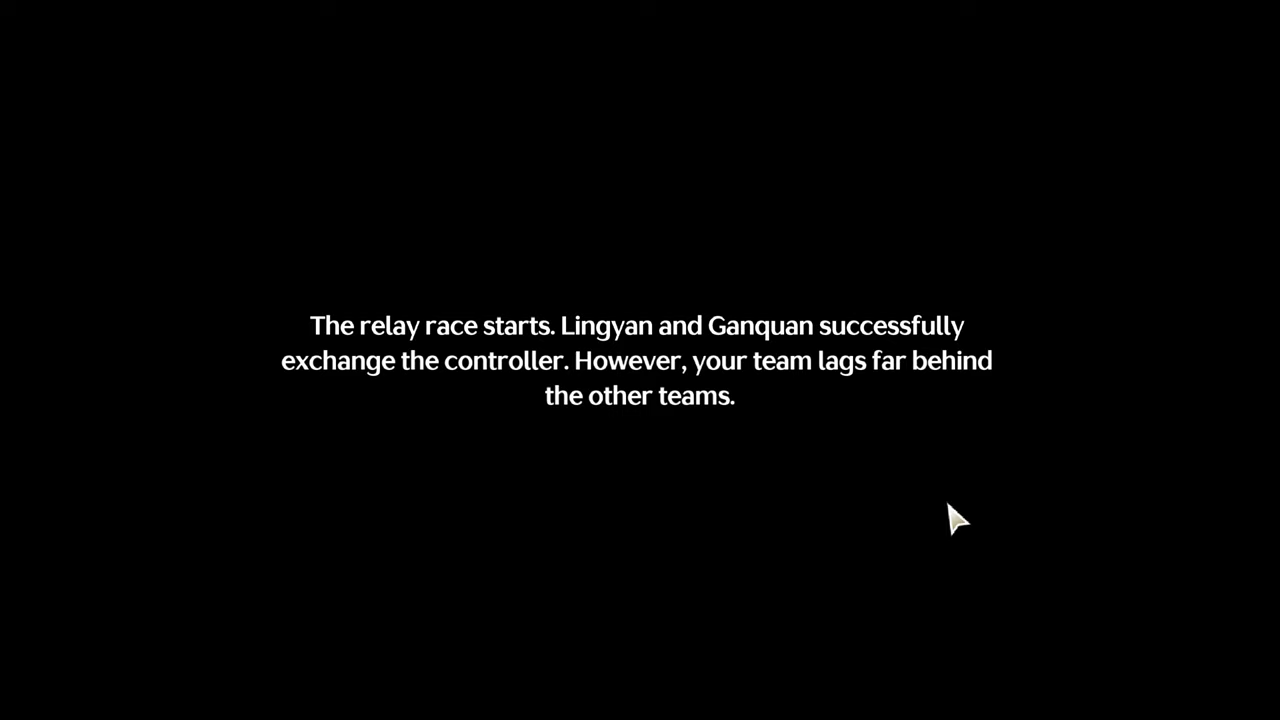 The relay race starts. Lingyan and Ganquan successfully
exchange the controller. However, your team lags far behind
the other teams.